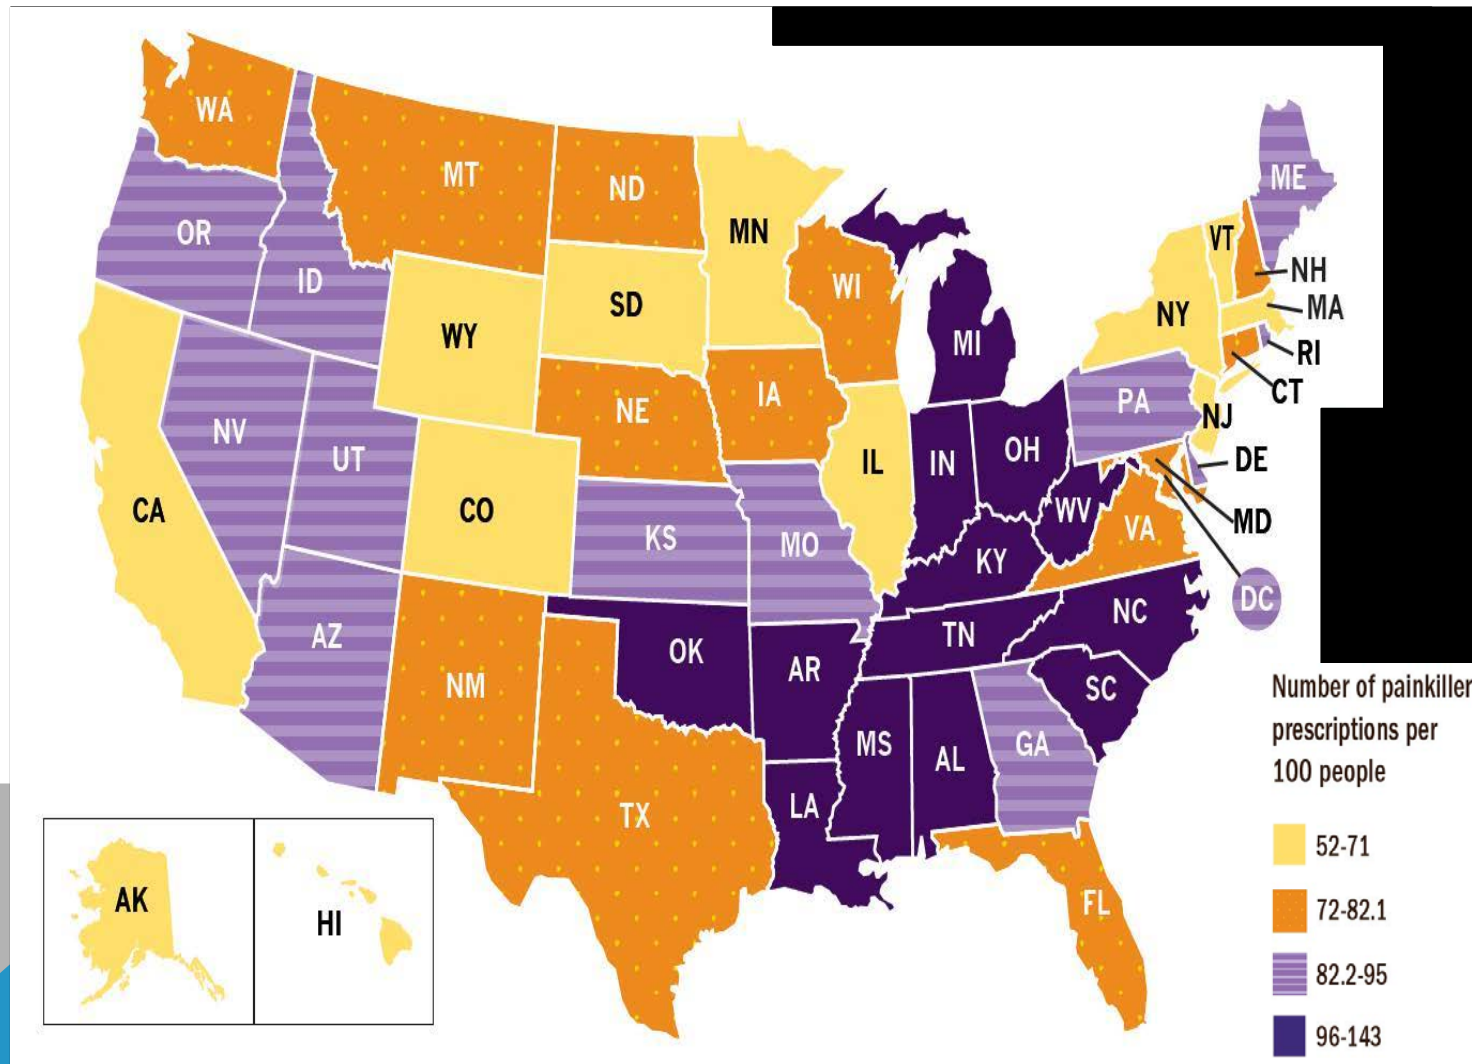 WA
MT
ND
MN
ME
OR
ID
VT
NH
WI
SD
MA
NY
WY
MI
RI
CT
IA
NE
PA
NJ
NV
UT
IL
IN
OH
DE
CA
CO
WV
MD
KS
MO
VA
KY
DC
AZ
TN
NC
OK
AR
NM
SC
MS
AL
GA
TX
LA
AK
HI
FL
Number of painkiller
prescriptions per
100 people
52-71
72-82.1
82.2-95
96-143